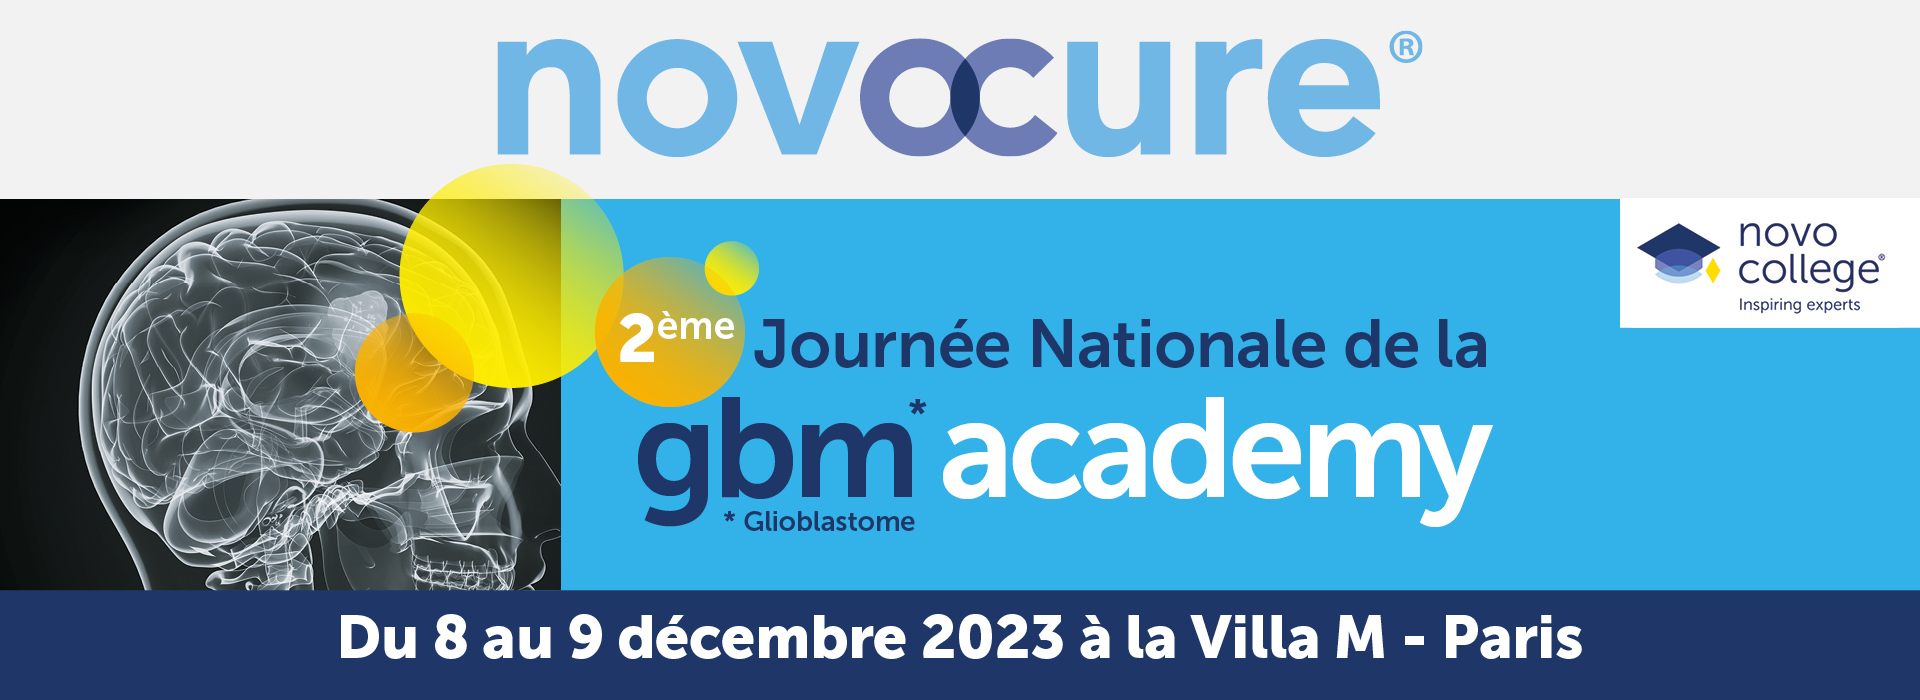 novocure®
novo
college®
Inspiring experts
2ème Journée Nationale de la
gbm* academy
* Glioblastome
Du 8 au 9 décembre 2023 à la Villa M - Paris